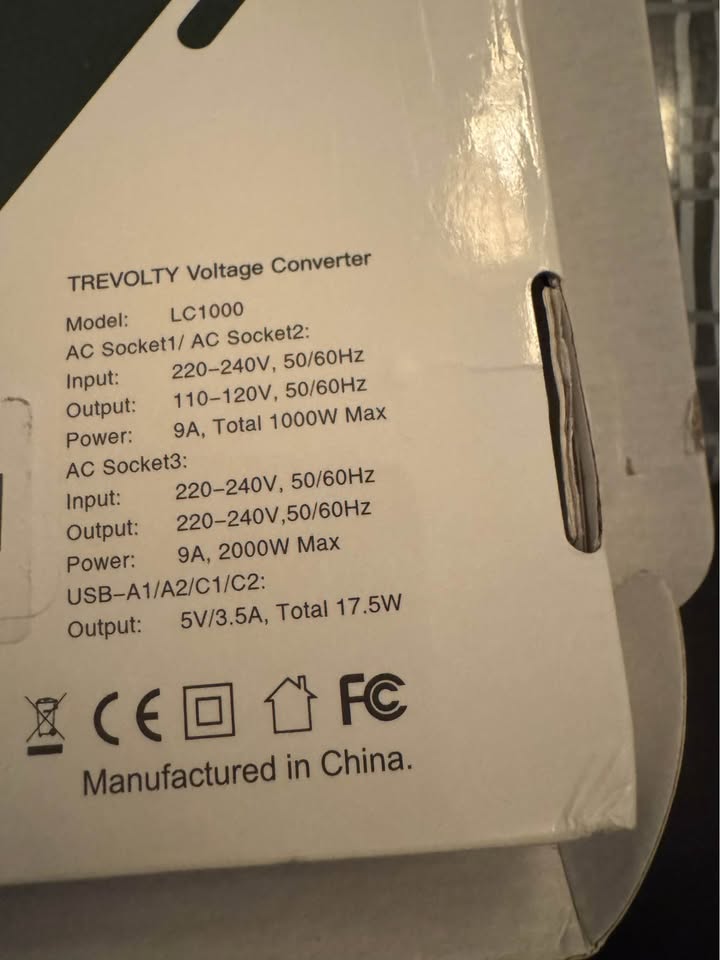 TREVOLTY Voltage Converter
Model: LC1000
AC Socket1/ AC Socket2:
Input: 220–240V, 50/60Hz
Output: 110–120V, 50/60Hz
Power: 9A, Total 1000W Max
AC Socket3:
Input: 220–240V, 50/60Hz
Output: 220–240V,50/60Hz
Power: 9A, 2000W Max
USB–A1/A2/C1/C2:
Output: 5V/3.5A, Total 17.5W
CE FC
Manufactured in China.